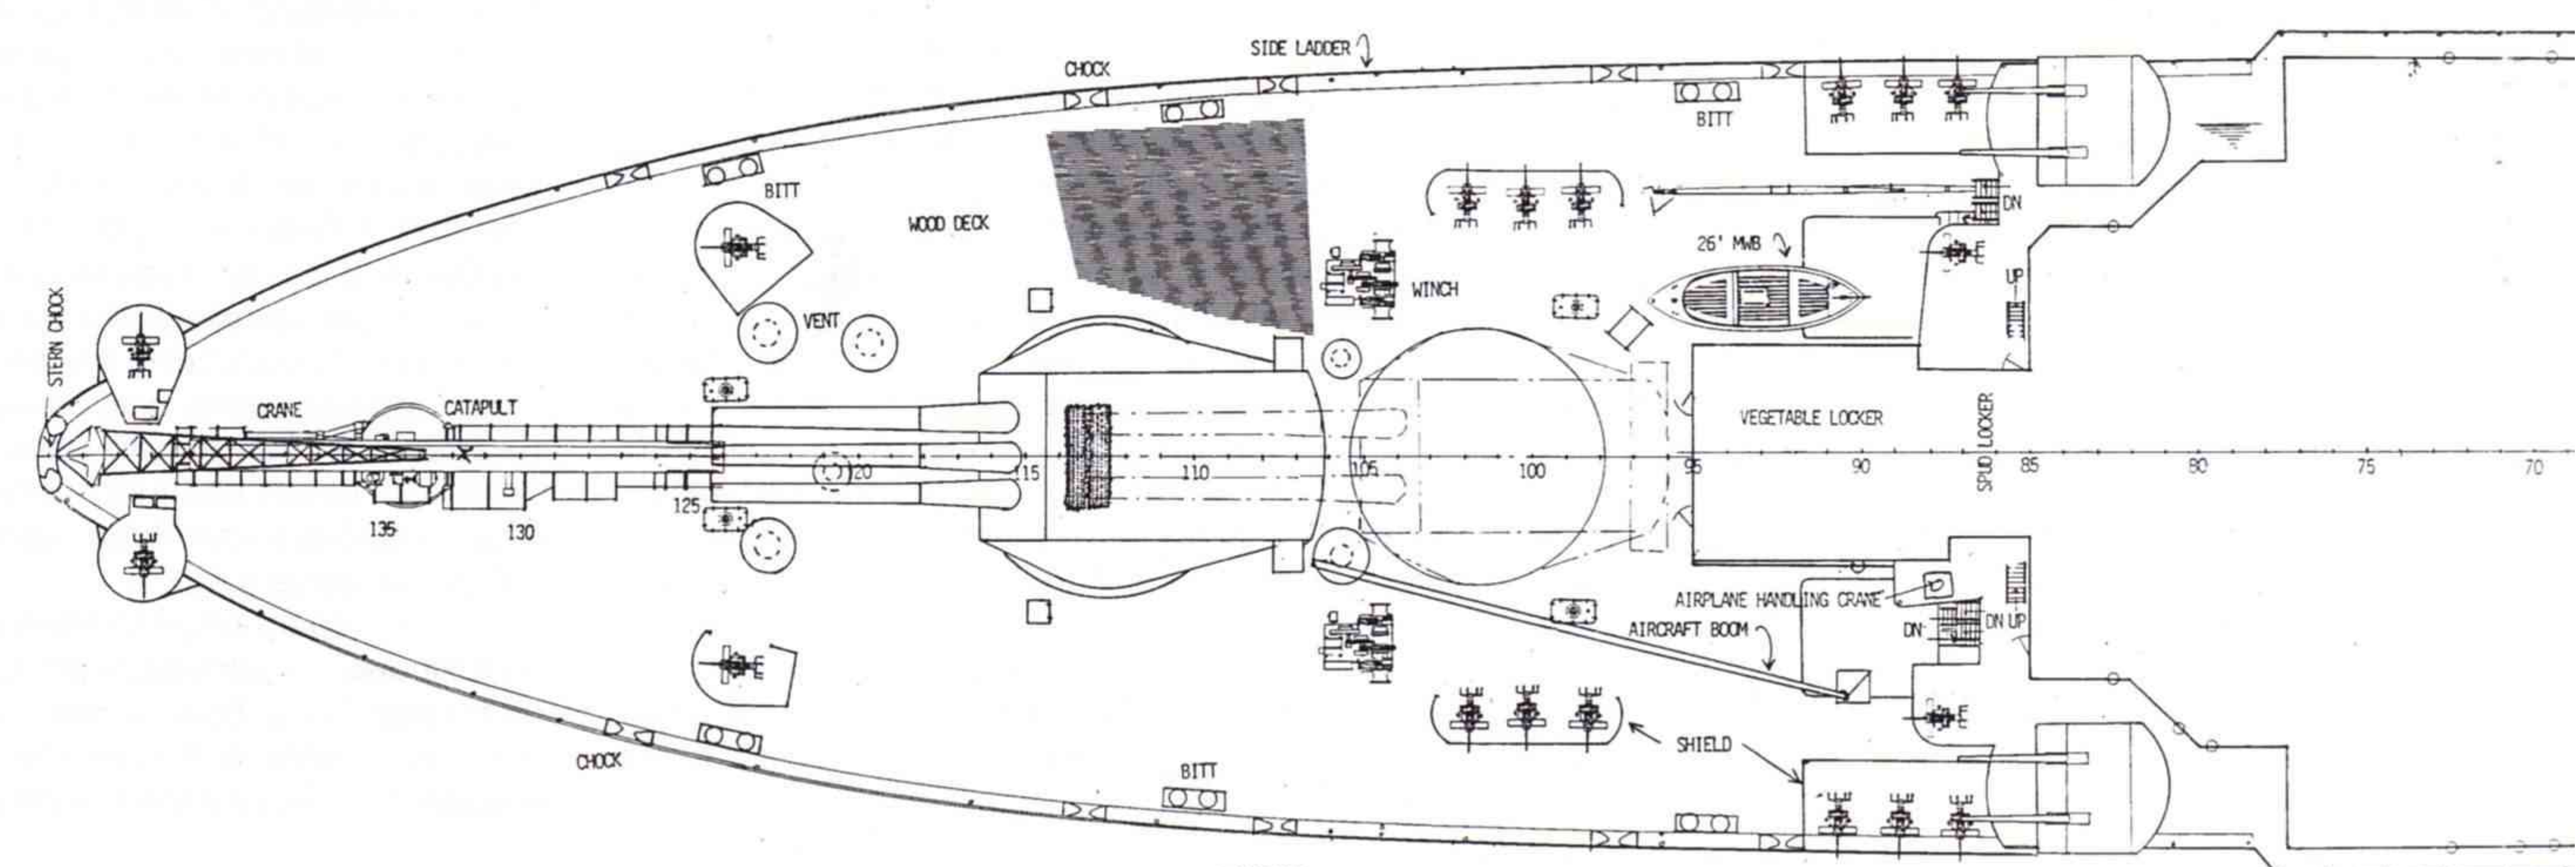 SIDE LADDER
CHOCK
BITT
BITT
WOOD DECK
DN
26' MWB
UP
WINCH
VENT
STERN CHOCK
CRANE
CATAPULT
VEGETABLE LOCKER
SPUD LOCKER
135
130
125
20
115
110
105
100
95
90
85
80
75
70
AIRPLANE HANDLING CRANE
AIRCRAFT BOOM
DN
DN UP
SHIELD
CHOCK
BITT